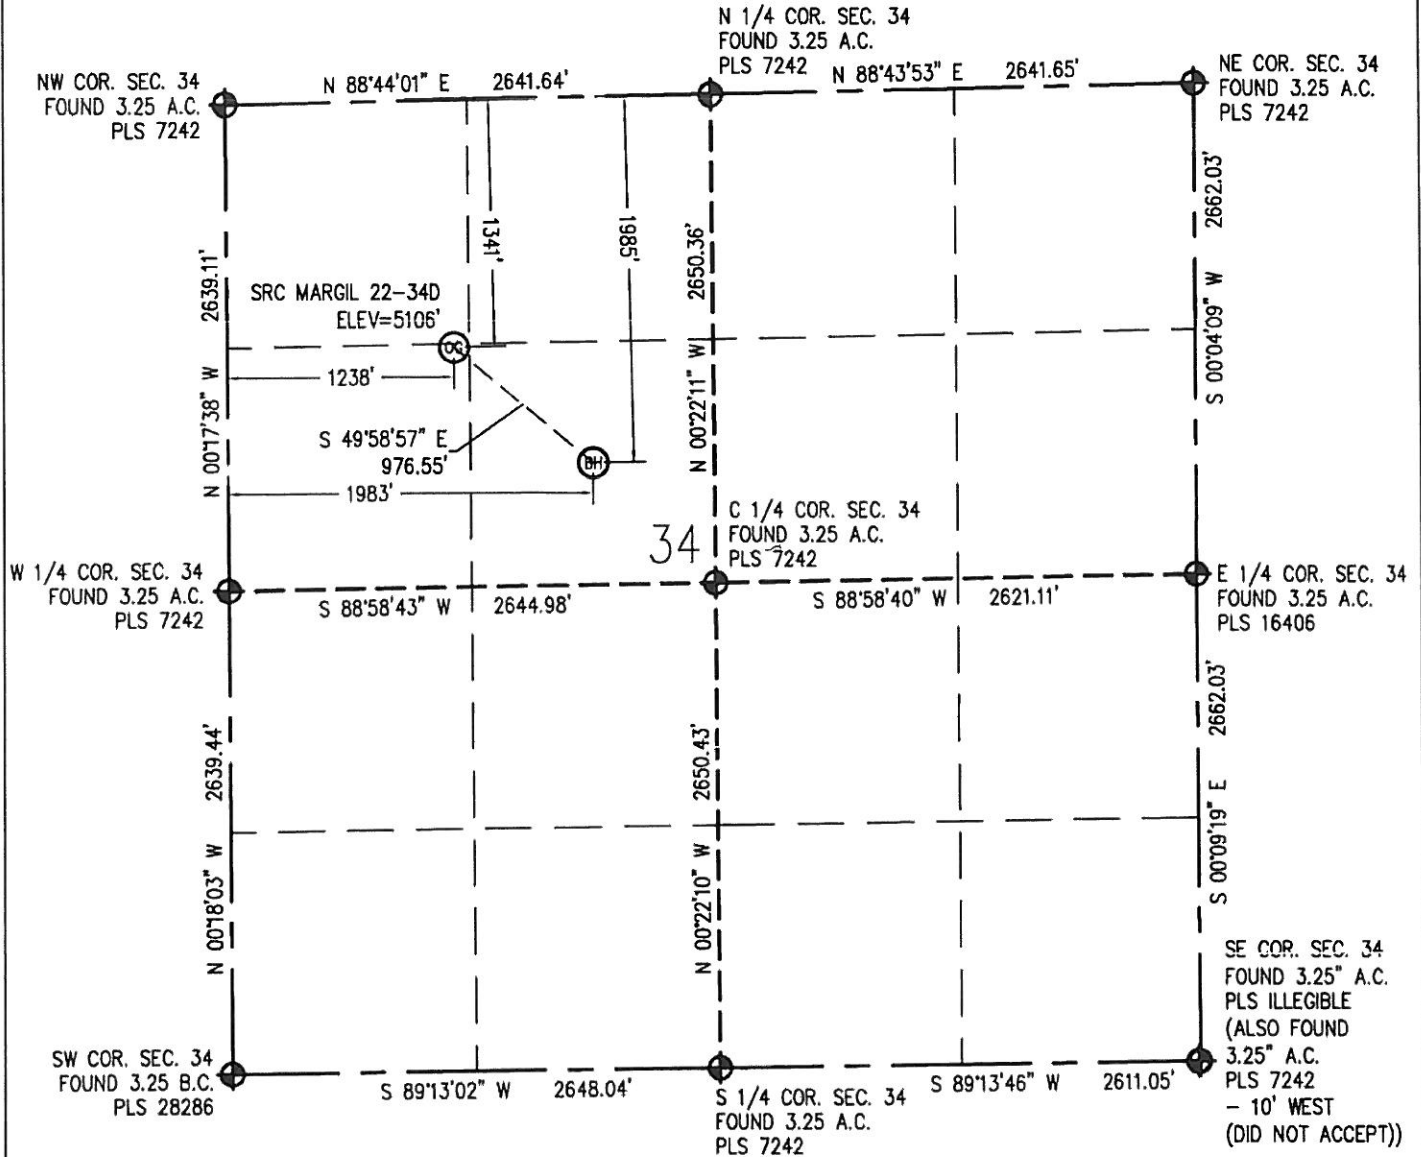 N 1/4 COR. SEC. 34
FOUND 3.25 A.C.
PLS 7242
NW COR. SEC. 34
FOUND 3.25 A.C.
PLS 7242
N 88°44'01" E 2641.64'
N 88°43'53" E 2641.65'
NE COR. SEC. 34
FOUND 3.25 A.C.
PLS 7242
2639.11'
N 00°17'38" W
1341'
1985'
2650.36'
N 00°22'11" W
2662.03'
S 00°04'09" W
SRC MARGIL 22-34D
ELEV=5106'
OG
1238'
S 49°58'57" E
976.55'
BH
1983'
34
C 1/4 COR. SEC. 34
FOUND 3.25 A.C.
PLS 7242
W 1/4 COR. SEC. 34
FOUND 3.25 A.C.
PLS 7242
S 88°58'43" W 2644.98'
S 88°58'40" W 2621.11'
E 1/4 COR. SEC. 34
FOUND 3.25 A.C.
PLS 16406
2639.44'
N 00°18'03" W
2650.43'
N 00°22'10" W
2662.03'
S 00°09'19" E
SW COR. SEC. 34
FOUND 3.25 B.C.
PLS 28286
S 89°13'02" W 2648.04'
S 1/4 COR. SEC. 34
FOUND 3.25 A.C.
PLS 7242
S 89°13'46" W 2611.05'
SE COR. SEC. 34
FOUND 3.25" A.C.
PLS ILLEGIBLE
(ALSO FOUND
3.25" A.C.
PLS 7242
- 10' WEST
(DID NOT ACCEPT))